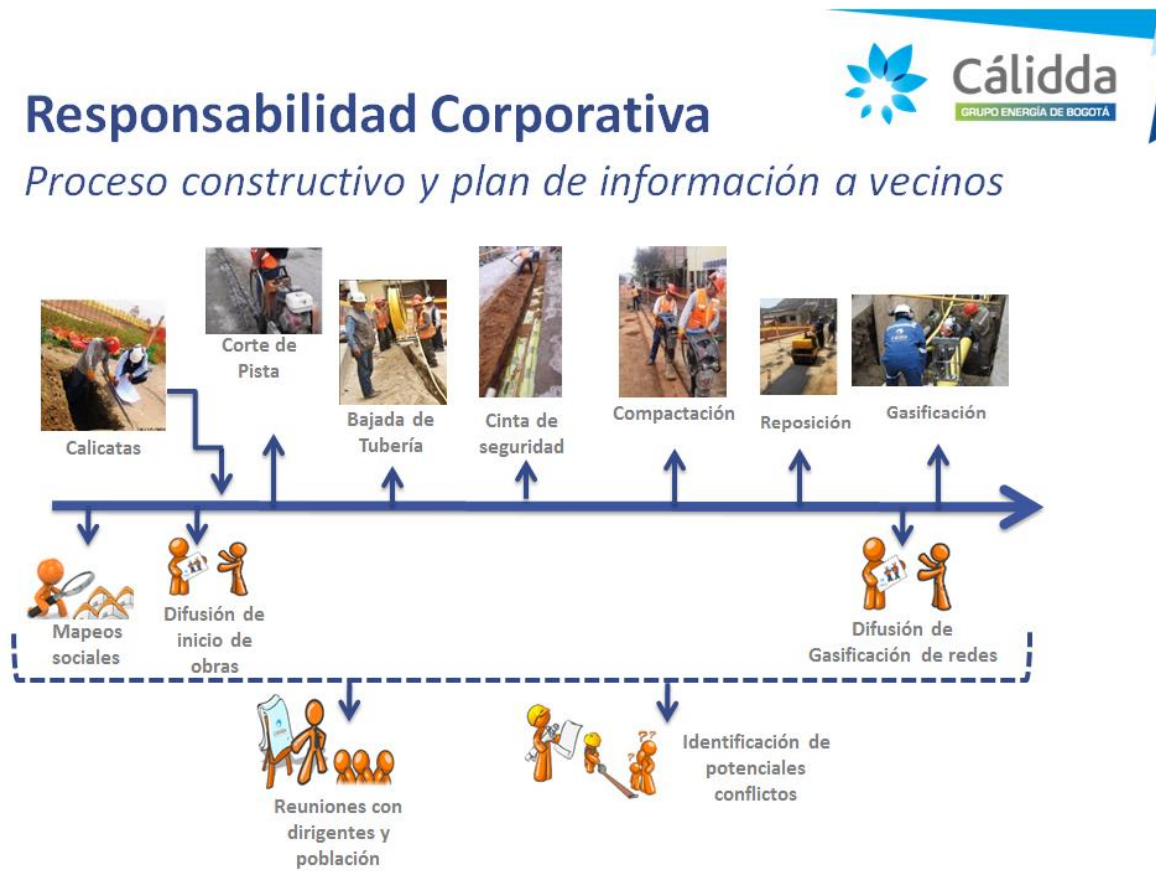 Cálidda
GRUPO ENERGÍA DE BOGOTÁ
Responsabilidad Corporativa
Proceso constructivo y plan de información a vecinos
Calicatas
Corte de
Pista
Bajada de
Tubería
Cinta de
seguridad
Compactación
Reposición
Gasificación
Mapeos
sociales
Difusión de
inicio de
obras
Difusión de
Gasificación de redes
Reuniones con
dirigentes y
población
??
??
Identificación de
potenciales
conflictos